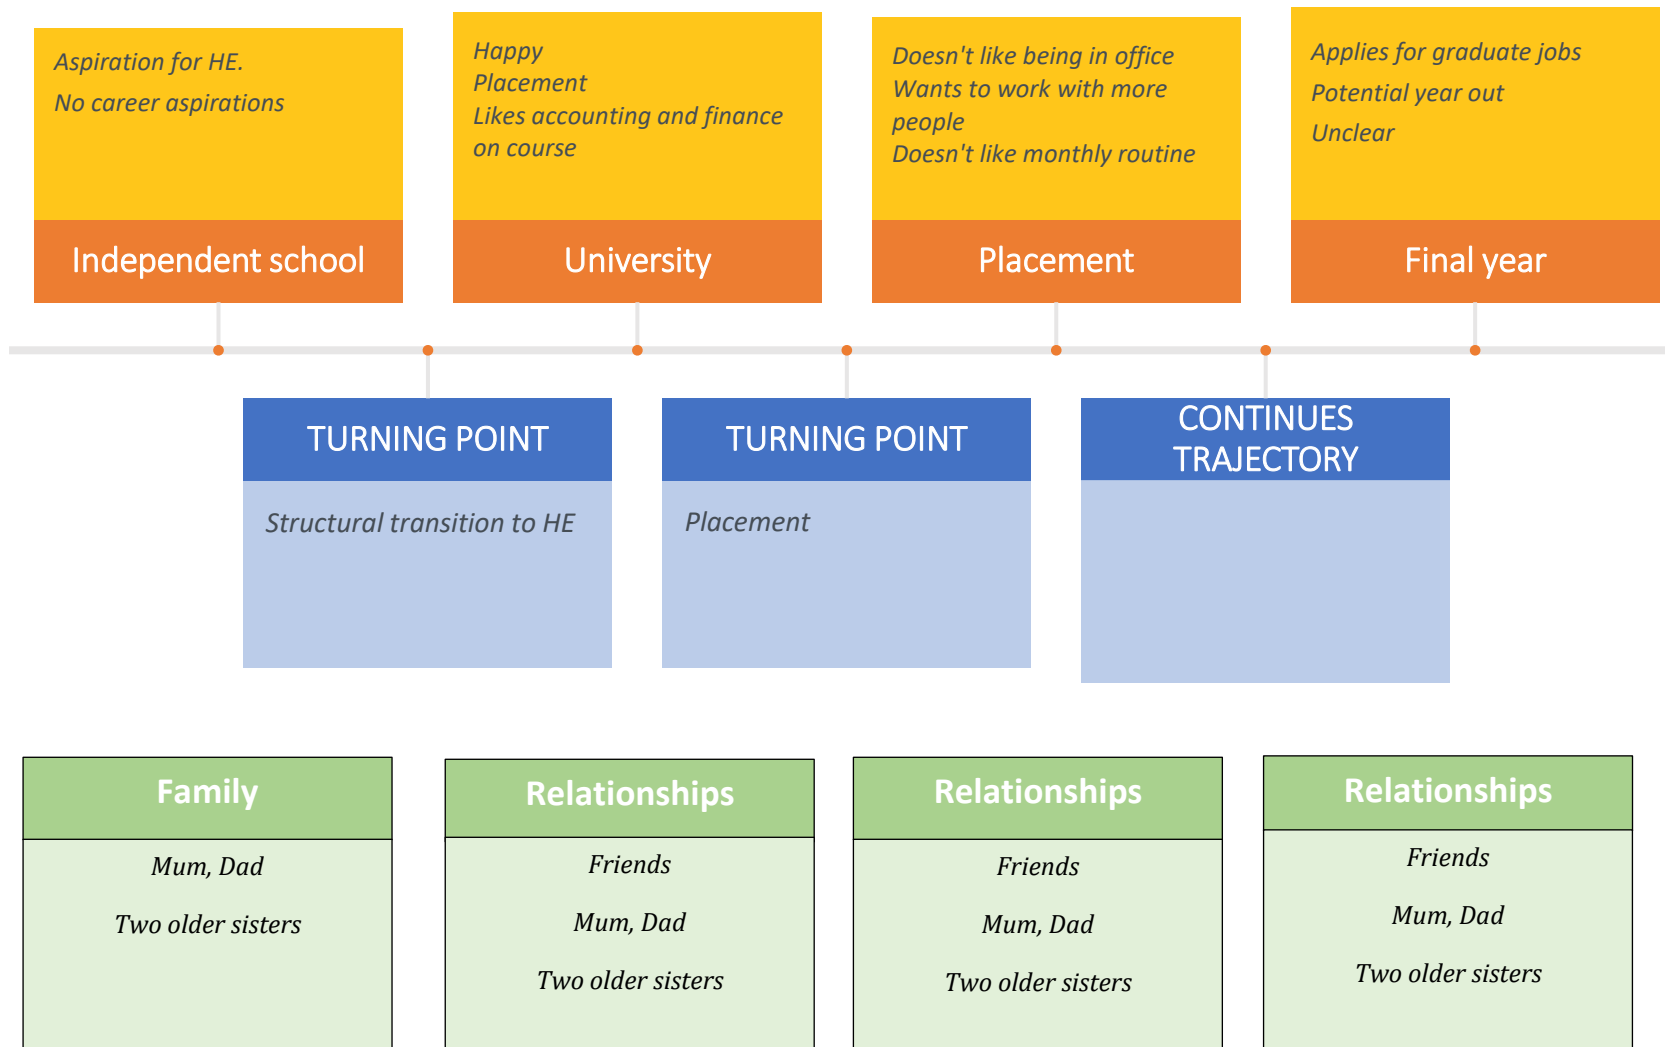 Aspiration for HE.
No career aspirations
Independent school
Happy
Placement
Likes accounting and finance
on course
University
Doesn't like being in office
Wants to work with more
people
Doesn't like monthly routine
Placement
Applies for graduate jobs
Potential year out
Unclear
Final year
TURNING POINT
Structural transition to HE
TURNING POINT
Placement
CONTINUES
TRAJECTORY
Family
Mum, Dad
Two older sisters
Relationships
Friends
Mum, Dad
Two older sisters
Relationships
Friends
Mum, Dad
Two older sisters
Relationships
Friends
Mum, Dad
Two older sisters